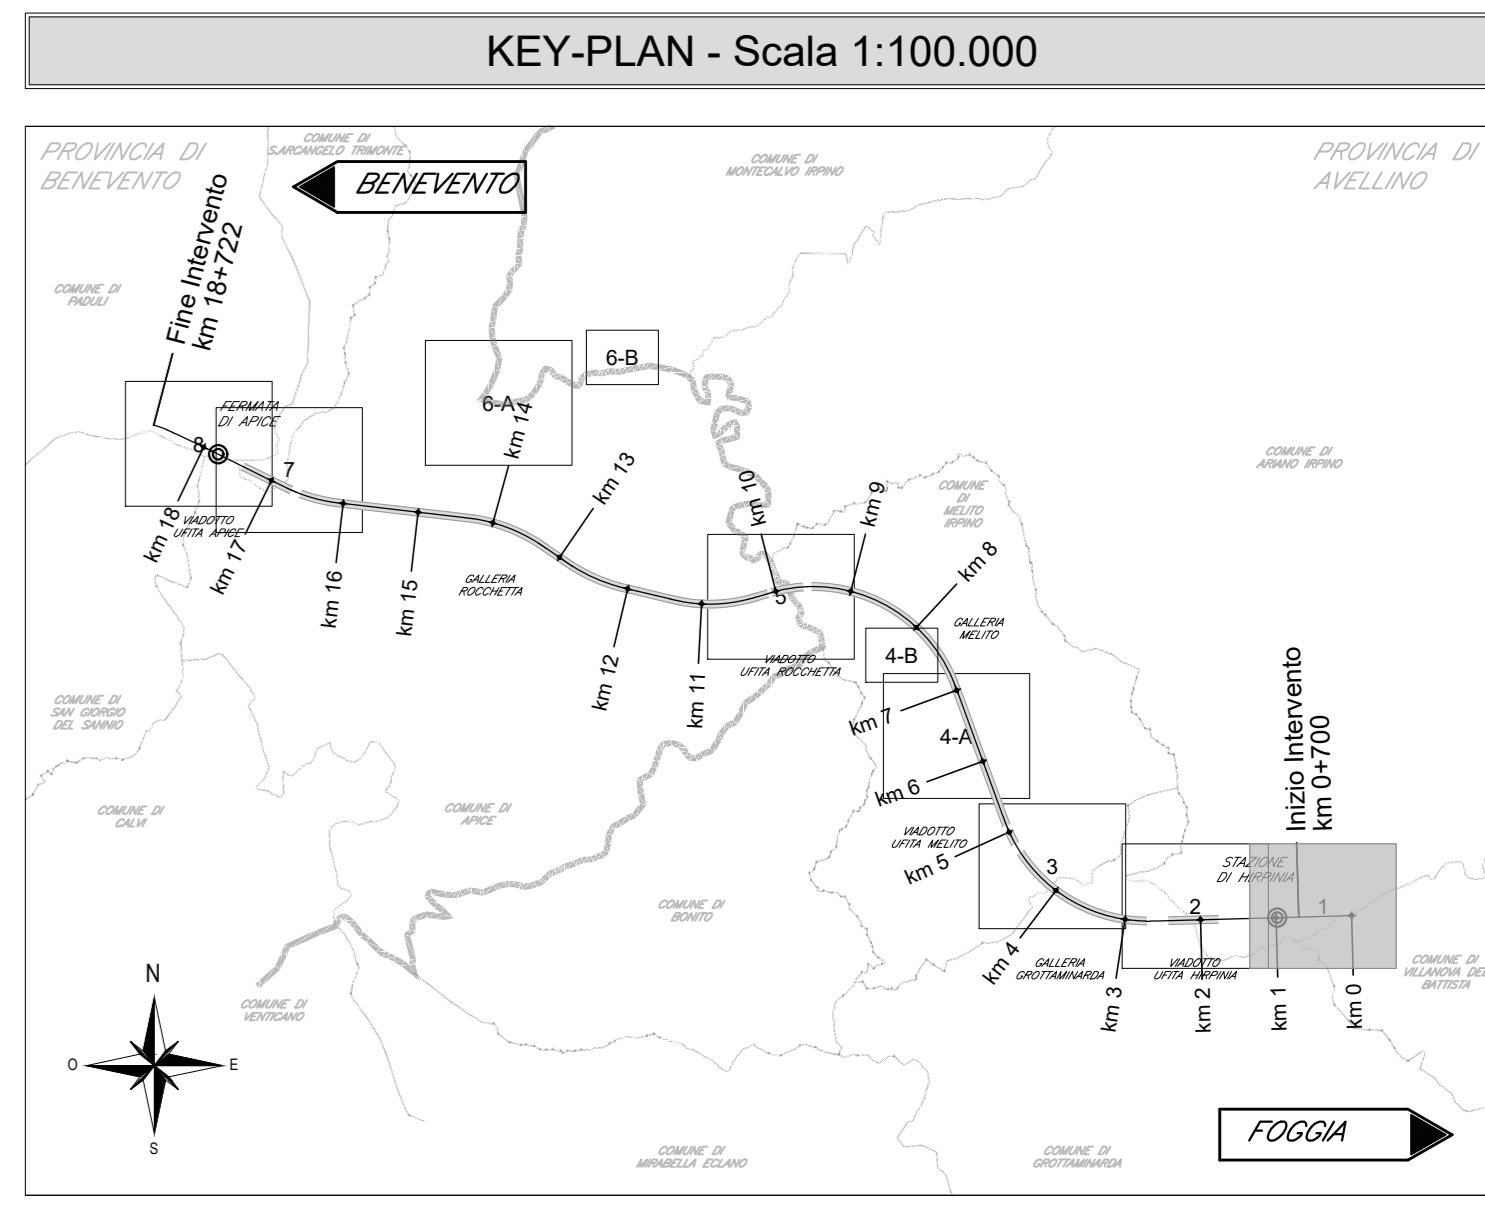 KEY-PLAN - Scala 1:100.000
PROVINCIA DI
BENEVENTO
COMUNE DI
S.ARCANGELO TRIMONTE
BENEVENTO
COMUNE DI
MONTECALVO IRPINO
PROVINCIA DI
AVELLINO
COMUNE DI
PADULI
Fine Intervento
km 18+722
6-B
6-A
km 14
FERMATA
DI APICE
8
7
km 13
km 10
km 9
COMUNE DI
ARIANO IRPINO
COMUNE
DI
MELITO
IRPINO
VIADOTTO
UFITA APICE
km 18
km 17
km 16
km 15
GALLERIA
ROCCHETTA
km 8
5
GALLERIA
MELITO
km 12
km 11
VIADOTTO
UFITA ROCCHETTA
4-B
COMUNE DI
SAN GIORGIO
DEL SANNIO
km 7
4-A
Inizio Intervento
km 0+700
km 6
COMUNE DI
CALVI
COMUNE DI
APICE
VIADOTTO
UFITA MELITO
km 5
3
STAZIONE
DI HIRPINIA
COMUNE DI
BONITO
2
1
km 4
GALLERIA
GROTTAMINARDA
VIADOTTO
UFITA HIRPINIA
COMUNE DI
VILLANOVA DEL
BATTISTA
km 3
km 2
km 1
km 0
COMUNE DI
VENTICANO
N
O
E
S
FOGGIA
COMUNE DI
MIRABELLA ECLANO
COMUNE DI
GROTTAMINARDA